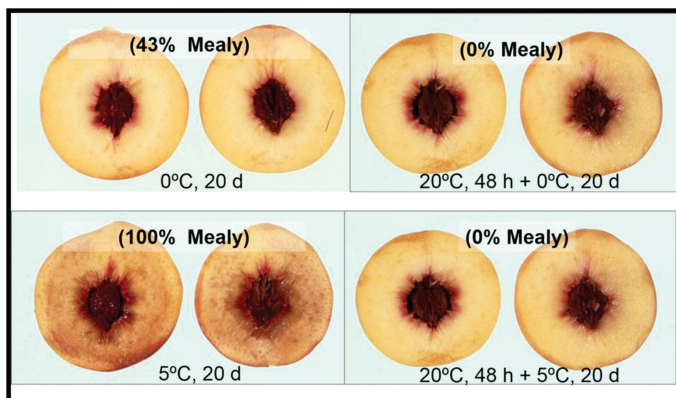 (43% Mealy)
0ºC, 20 d
(0% Mealy)
20ºC, 48 h + 0ºC, 20 d
(100% Mealy)
5ºC, 20 d
(0% Mealy)
20ºC, 48 h + 5ºC, 20 d